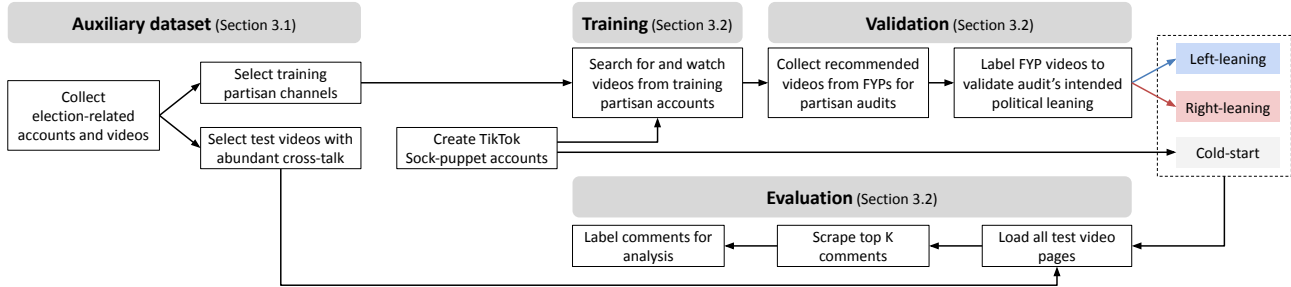 Auxiliary dataset (Section 3.1)
Collect
election-related
accounts and videos
Select training
partisan channels
Select test videos with
abundant cross-talk
Create TikTok
Sock-puppet accounts
Training (Section 3.2)
Search for and watch
videos from training
partisan accounts
Validation (Section 3.2)
Collect recommended
videos from FYPs for
partisan audits
Label FYP videos to
validate audit's intended
political leaning
Left-leaning
Right-leaning
Cold-start
Evaluation (Section 3.2)
Label comments for
analysis
Scrape top K
comments
Load all test video
pages